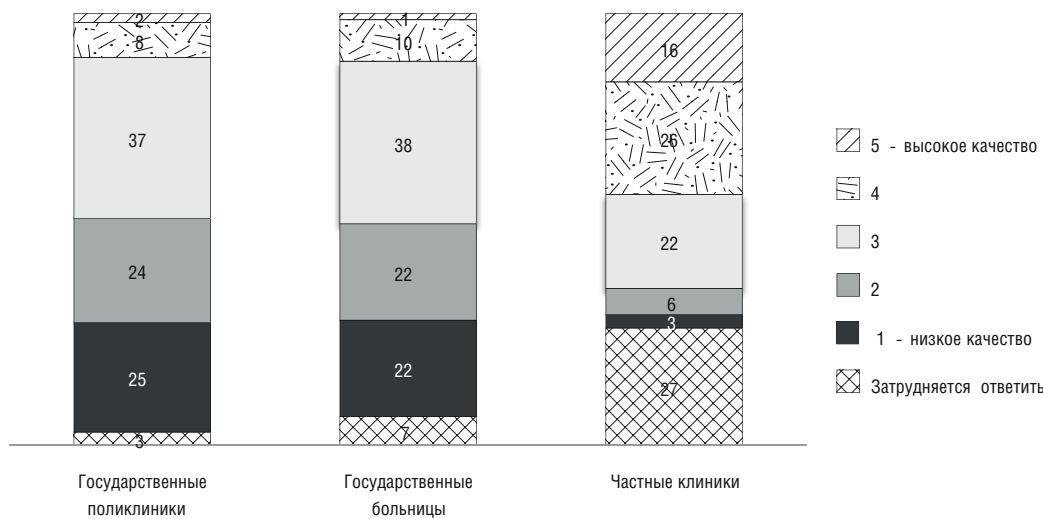 2
8
37
24
25
3
Государственные
поликлиники
1
10
38
22
22
7
Государственные
больницы
16
26
22
6
3
27
Частные клиники
5 - высокое качество
4
3
2
1 - низкое качество
Затрудняется ответить